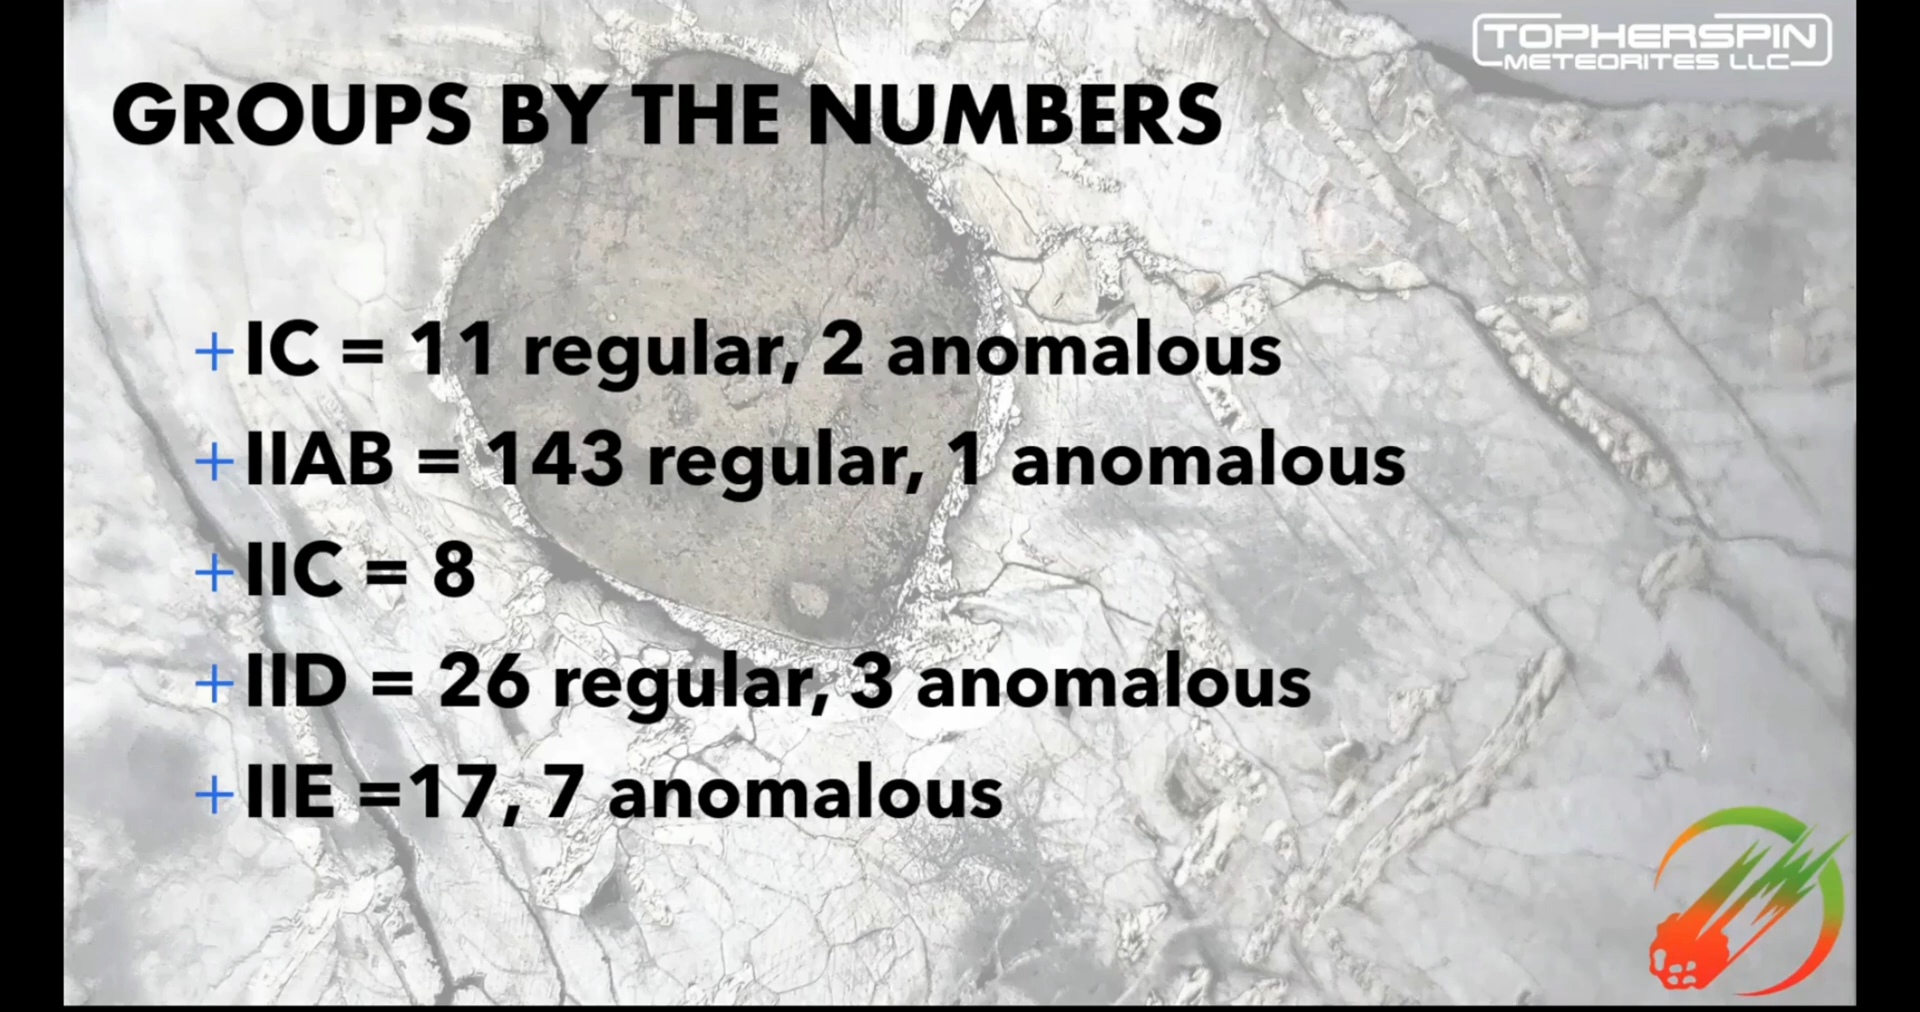 TOPHERSPIN
METEORITES LLC
GROUPS BY THE NUMBERS
+IC = 11 regular, 2 anomalous
+IIAB = 143 regular, 1 anomalous
+IIC = 8
+IID = 26 regular, 3 anomalous
+IIE =17, 7 anomalous